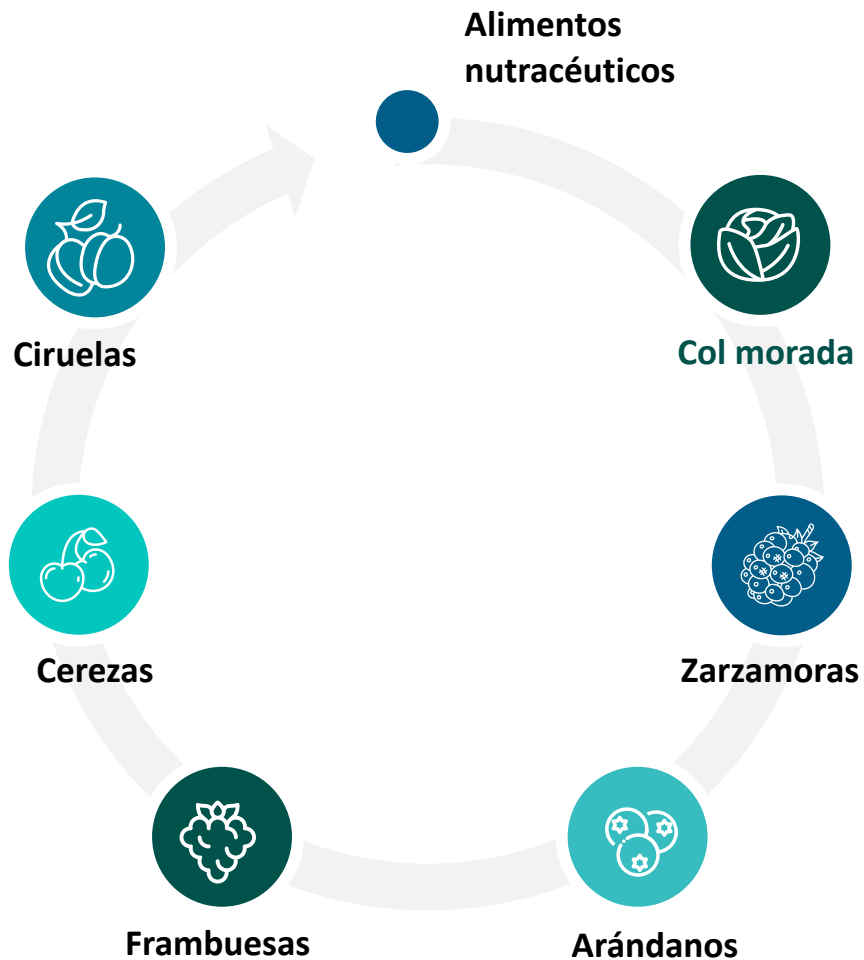 Alimentos
nutracéuticos
Col morada
Zarzamoras
Arándanos
Frambuesas
Cerezas
Ciruelas